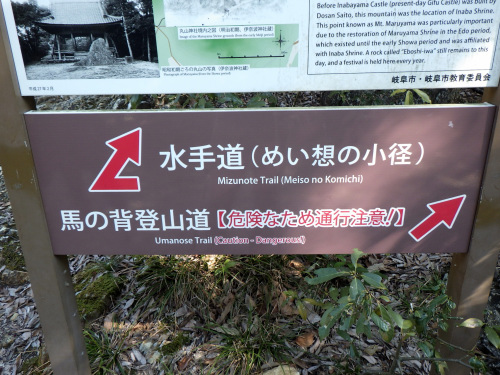 Before Inabayama Castle (present-day Gifu Castle) was built by
Dosan Saito, this mountain was the location of Inaba Shrine.
This point known as Mt. Maruyama was particularly important
due to the restoration of Maruyama Shrine in the Edo period,
which existed until the early Showa period and was affiliated
with Inaba Shrine. A rock called "Eboshi-iwa" still remains to
this day, and a festival is held here every year.
岐阜市・岐阜市教育委員会
水手道(めい想の小径)
Mizunote Trail (Meiso no Komichi)
馬の背登山道【危険なため通行注意!】
Umanose Trail (Caution - Dangerous!)